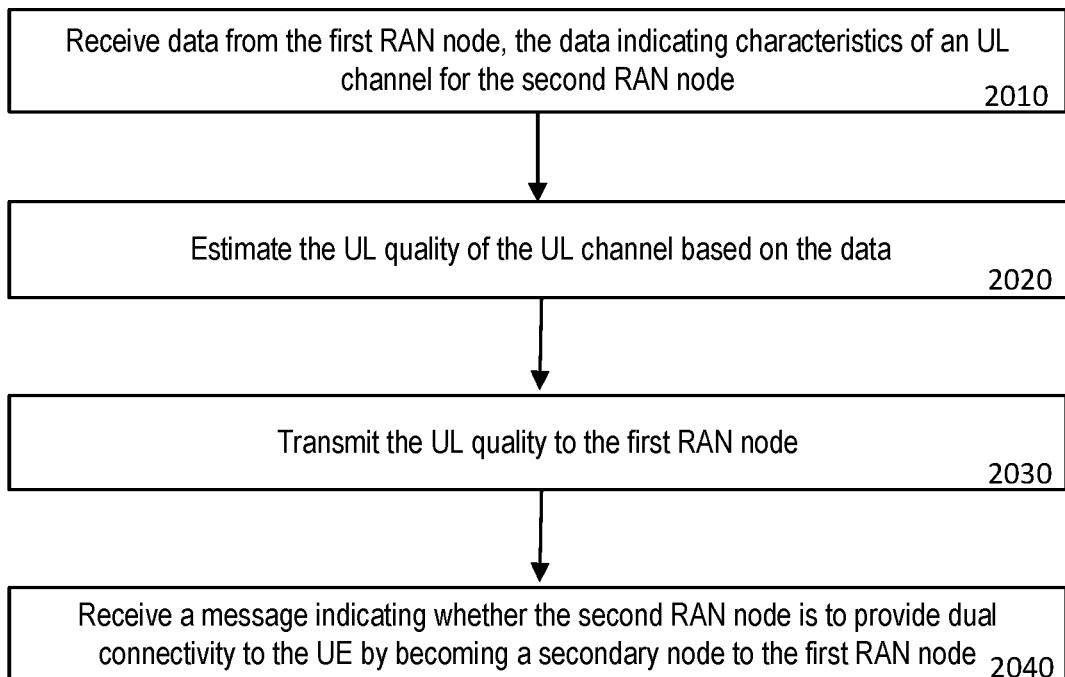 Receive data from the first RAN node, the data indicating characteristics of an UL
channel for the second RAN node
2010
Estimate the UL quality of the UL channel based on the data
2020
Transmit the UL quality to the first RAN node
2030
Receive a message indicating whether the second RAN node is to provide dual
connectivity to the UE by becoming a secondary node to the first RAN node
2040